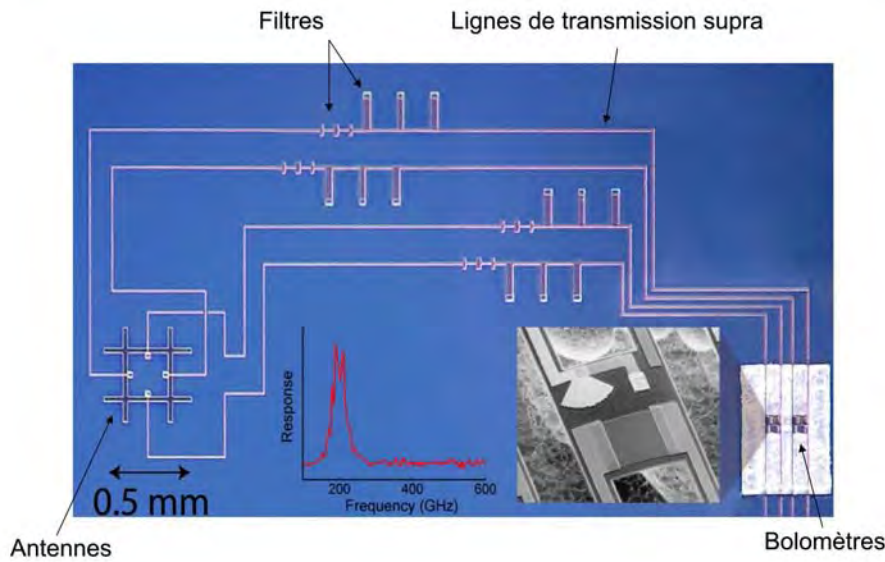 Filtres
Lignes de transmission supra
Response
200
400
600
Frequency (GHz)
0.5 mm
Antennes
Bolomètres